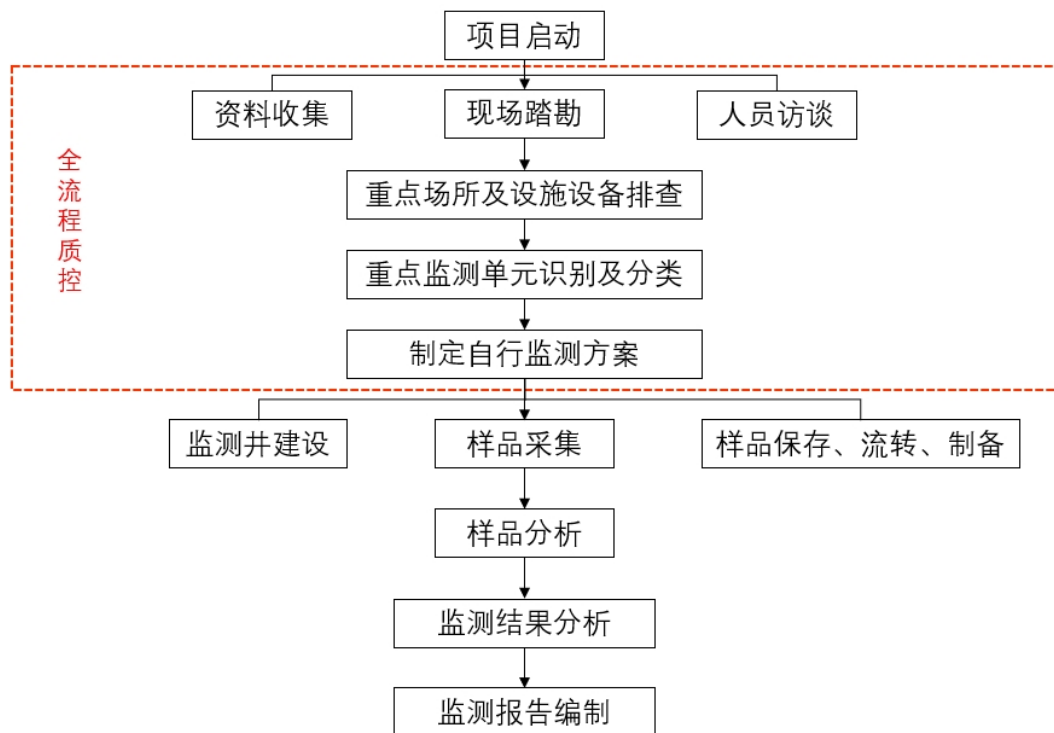 项目启动
资料收集
现场踏勘
人员访谈
全流程质控
重点场所及设施设备排查
重点监测单元识别及分类
制定自行监测方案
监测井建设
样品采集
样品保存、流转、制备
样品分析
监测结果分析
监测报告编制